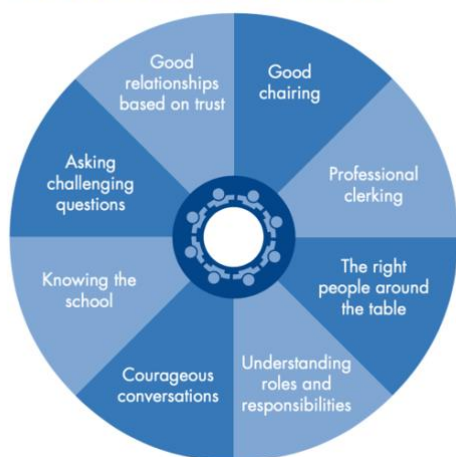 Good
relationships
based on trust
Good
chairing
Asking
challenging
questions
Professional
clerking
Knowing the
school
The right
people around
the table
Courageous
conversations
Understanding
roles and
responsibilities